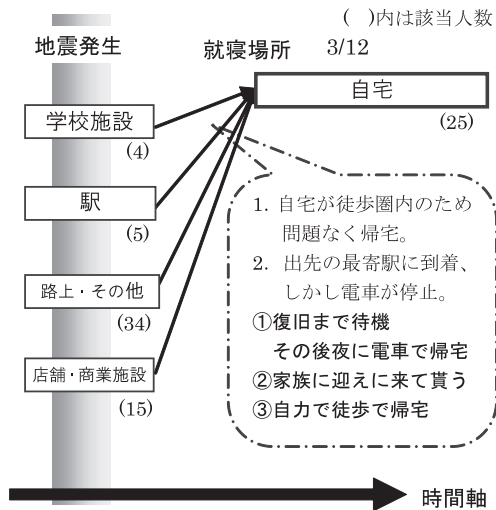 ( )内は該当人数
地震発生
就寝場所 3/12
自宅
(25)
学校施設
(4)
駅
(5)
路上・その他
(34)
店舗・商業施設
(15)
1. 自宅が徒歩圏内のため
問題なく帰宅。
2. 出先の最寄駅に到着、
しかし電車が停止。
①復旧まで待機
その後夜に電車で帰宅
②家族に迎えに来て貰う
③自力で徒歩で帰宅
時間軸